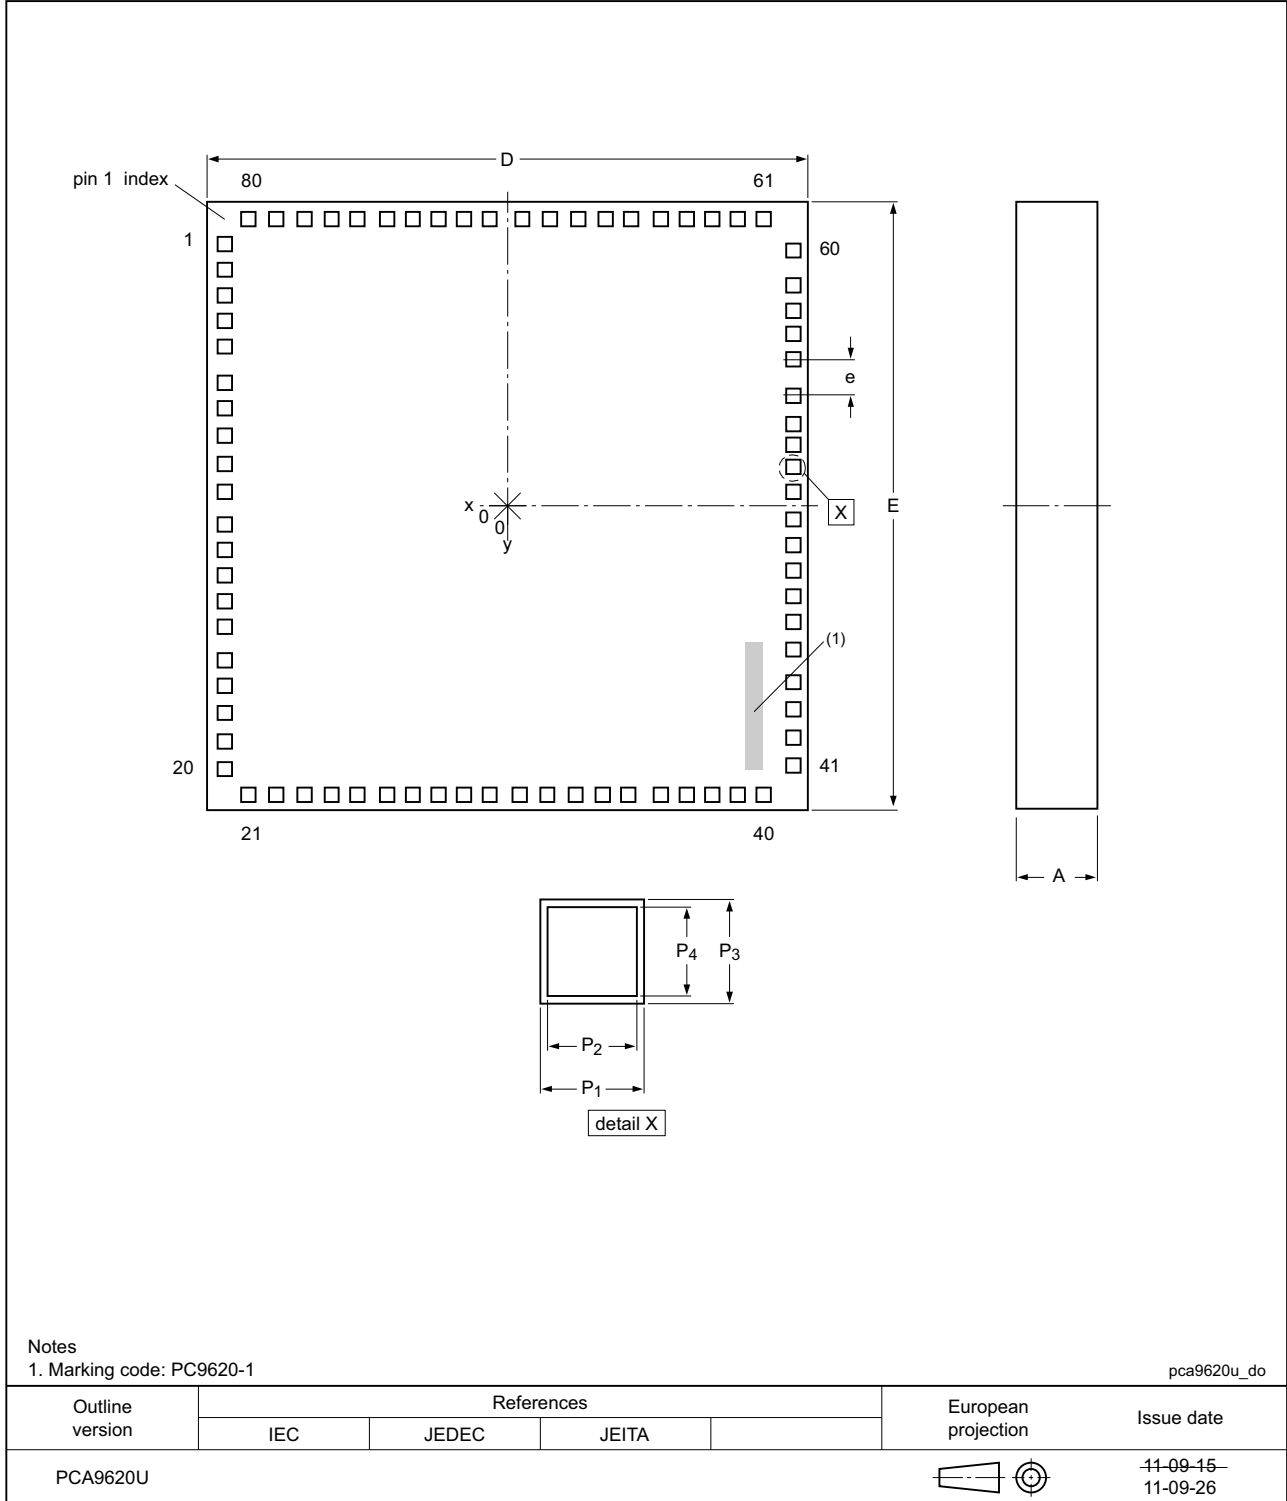 D
pin 1 index
80
61
1
60
e
x
0
0
y
X
E
(1)
20
41
21
40
A
P4
P3
P2
P1
detail X
Notes
1. Marking code: PC9620-1
pca9620u_do
Outline version
References
European projection
Issue date
IEC
JEDEC
JEITA
PCA9620U
11-09-15
11-09-26